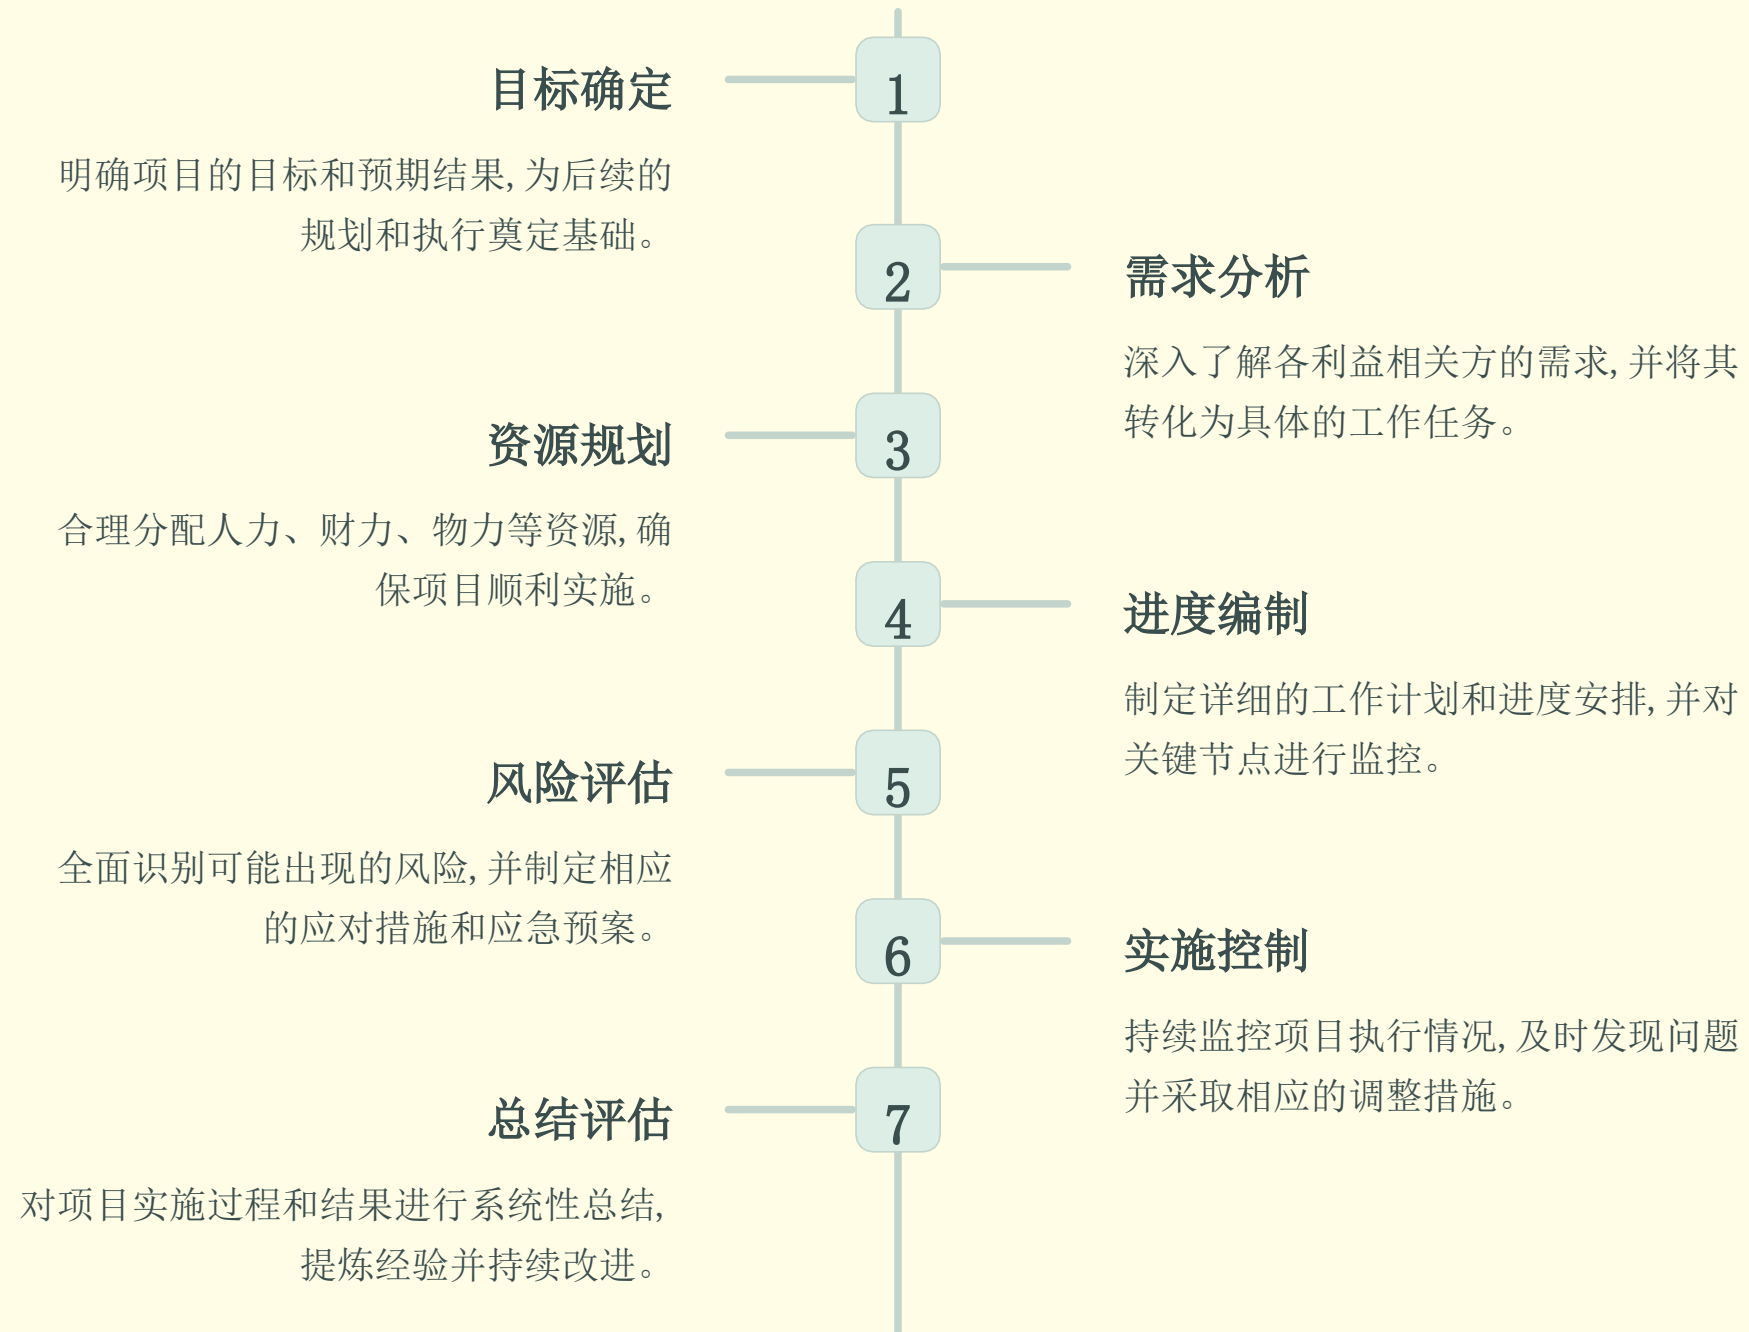 1
目标确定
明确项目的目标和预期结果,为后续的
规划和执行奠定基础。
2
需求分析
深入了解各利益相关方的需求,并将其
转化为具体的工作任务。
3
资源规划
合理分配人力、财力、物力等资源,确
保项目顺利实施。
4
进度编制
制定详细的工作计划和进度安排,并对
关键节点进行监控。
5
风险评估
全面识别可能出现的风险,并制定相应
的应对措施和应急预案。
6
实施控制
持续监控项目执行情况,及时发现问题
并采取相应的调整措施。
7
总结评估
对项目实施过程和结果进行系统性总结,
提炼经验并持续改进。